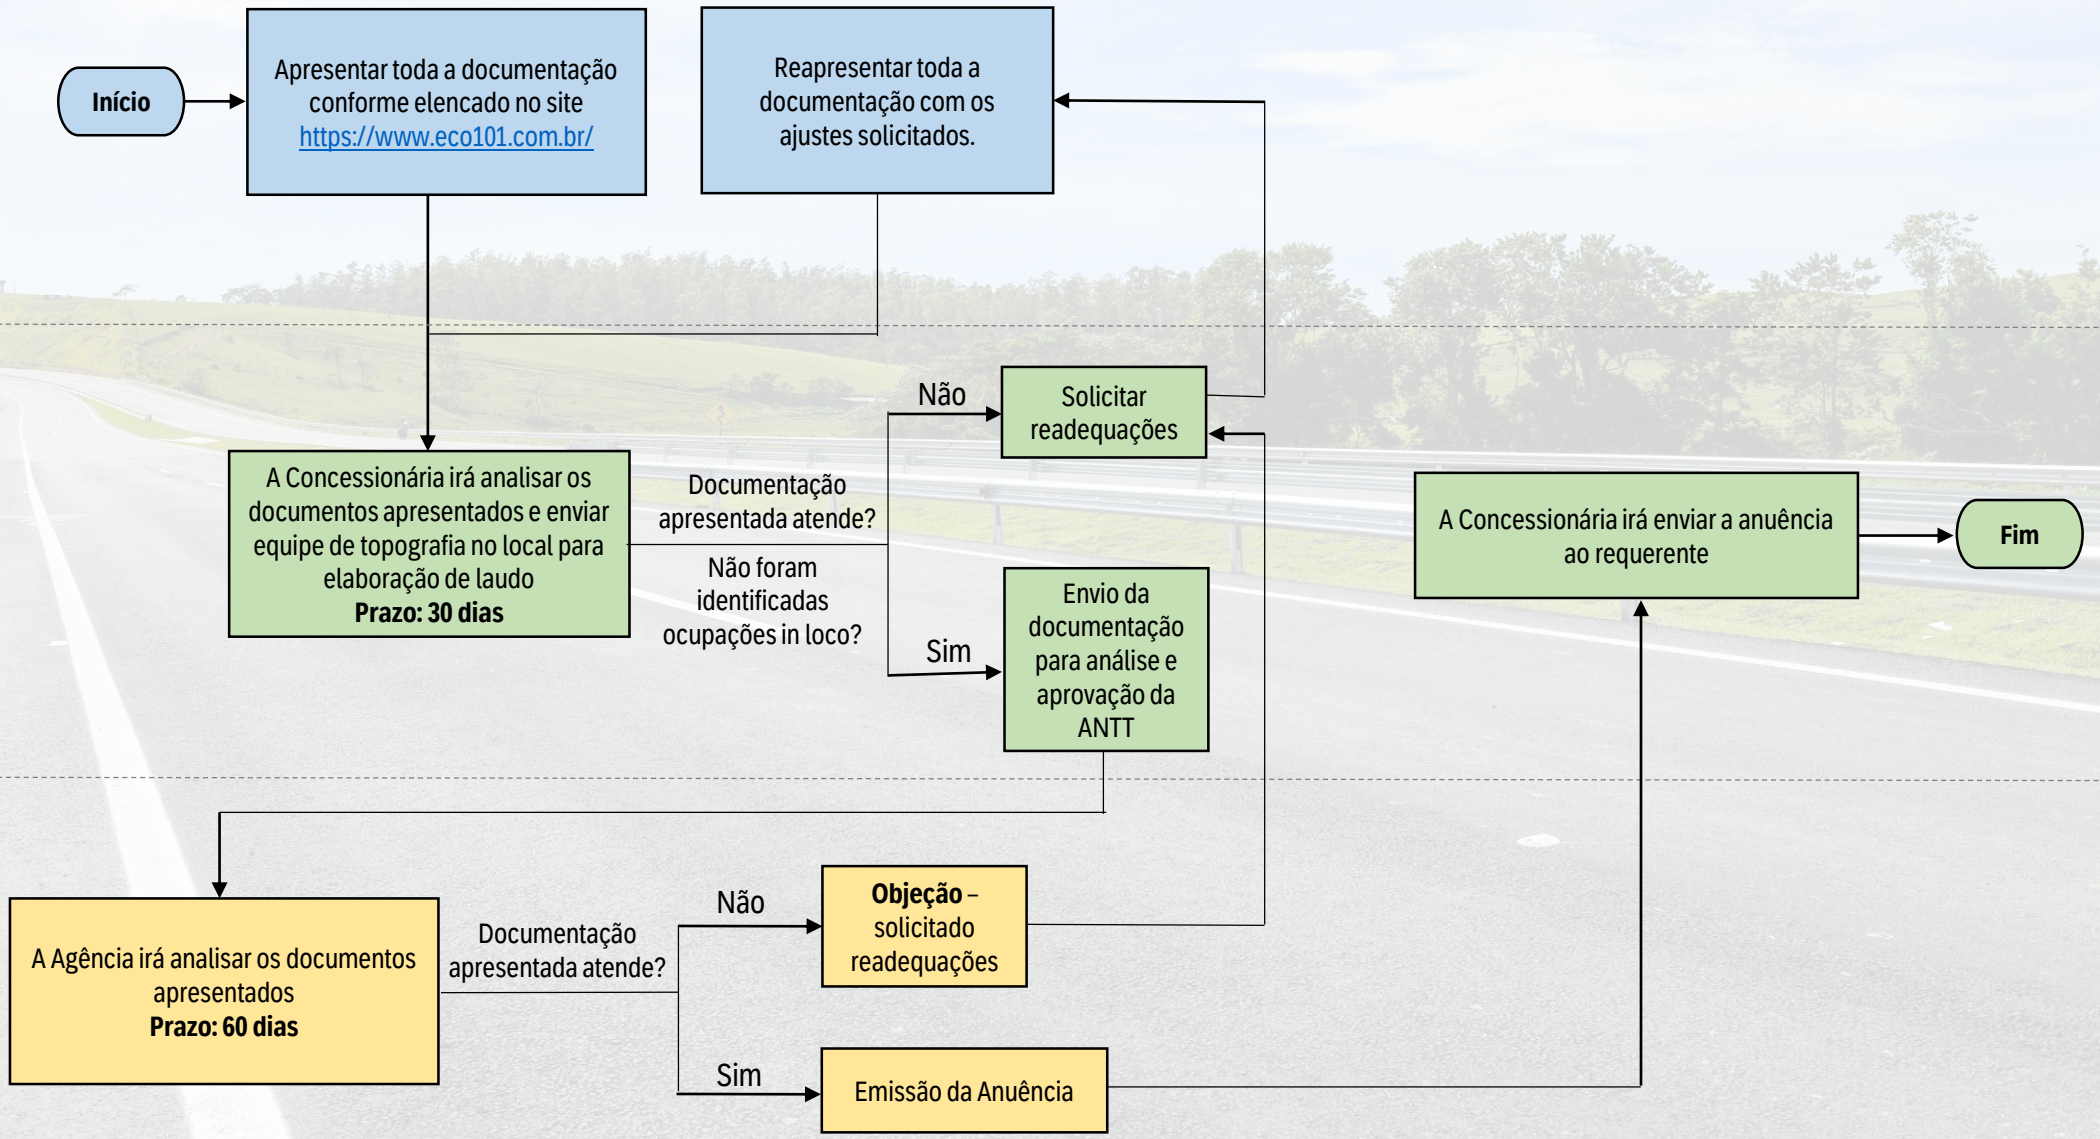 Início
Apresentar toda a documentação
conforme elencado no site
https://www.eco101.com.br/
Reapresentar toda a
documentação com os
ajustes solicitados.
A Concessionária irá analisar os
documentos apresentados e enviar
equipe de topografia no local para
elaboração de laudo
Prazo: 30 dias
Documentação
apresentada atende?
Não foram
identificadas
ocupações in loco?
Não
Solicitar
readequações
Sim
Envio da
documentação
para análise e
aprovação da
ANTT
A Concessionária irá enviar a anuência
ao requerente
Fim
A Agência irá analisar os documentos
apresentados
Prazo: 60 dias
Documentação
apresentada atende?
Não
Objeção –
solicitado
readequações
Sim
Emissão da Anuência